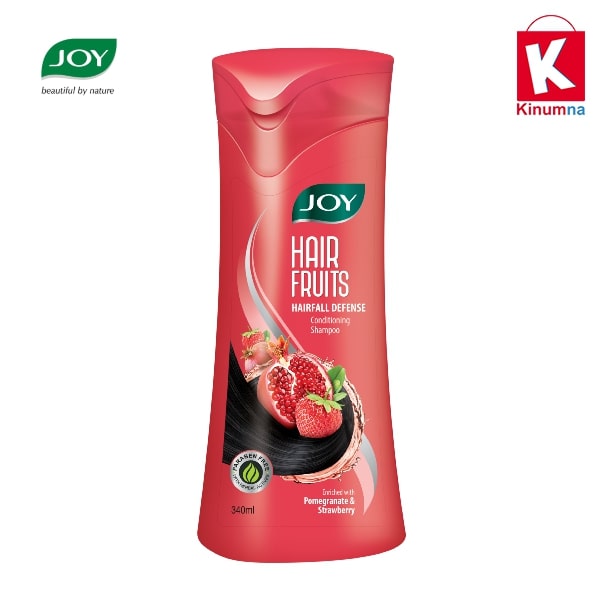 JOY
beautiful by nature
K
Kinumna
JOY
HAIR
FRUITS
HAIRFALL DEFENSE
Conditioning
Shampoo
PARABEN FREE
340ml
Enriched with
Pomegranate &
Strawberry